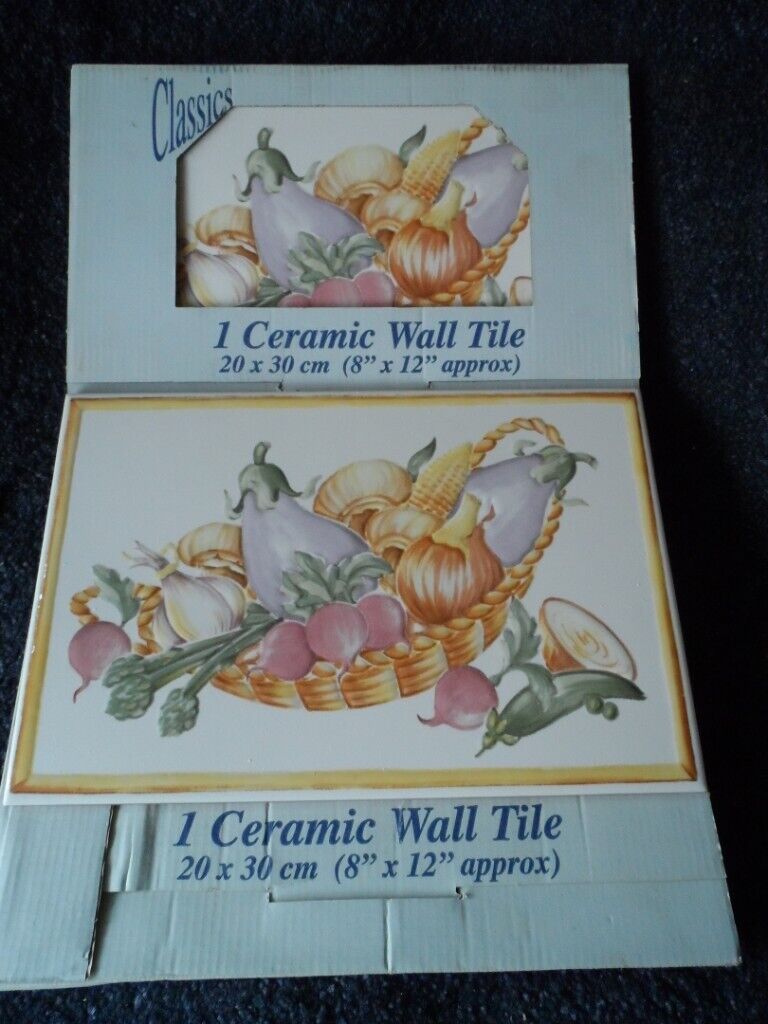 Classics
1 Ceramic Wall Tile
20 x 30 cm (8” x 12” approx)
1 Ceramic Wall Tile
20 x 30 cm (8” x 12” approx)